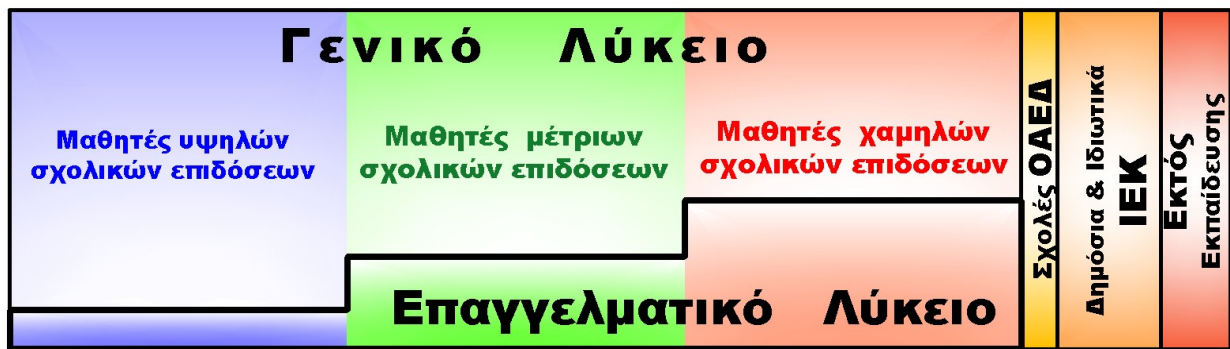 Γενικό Λύκειο
Μαθητές υψηλών
σχολικών επιδόσεων
Μαθητές μέτριων
σχολικών επιδόσεων
Μαθητές χαμηλών
σχολικών επιδόσεων
Επαγγελματικό Λύκειο
Σχολές ΟΑΕΔ
Δημόσια & Ιδιωτικά
ΙΕΚ
Εκτός
Εκπαίδευσης